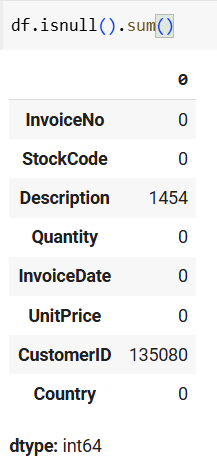 df.isnull().sum()
0
InvoiceNo 0
StockCode 0
Description 1454
Quantity 0
InvoiceDate 0
UnitPrice 0
CustomerID 135080
Country 0
dtype: int64